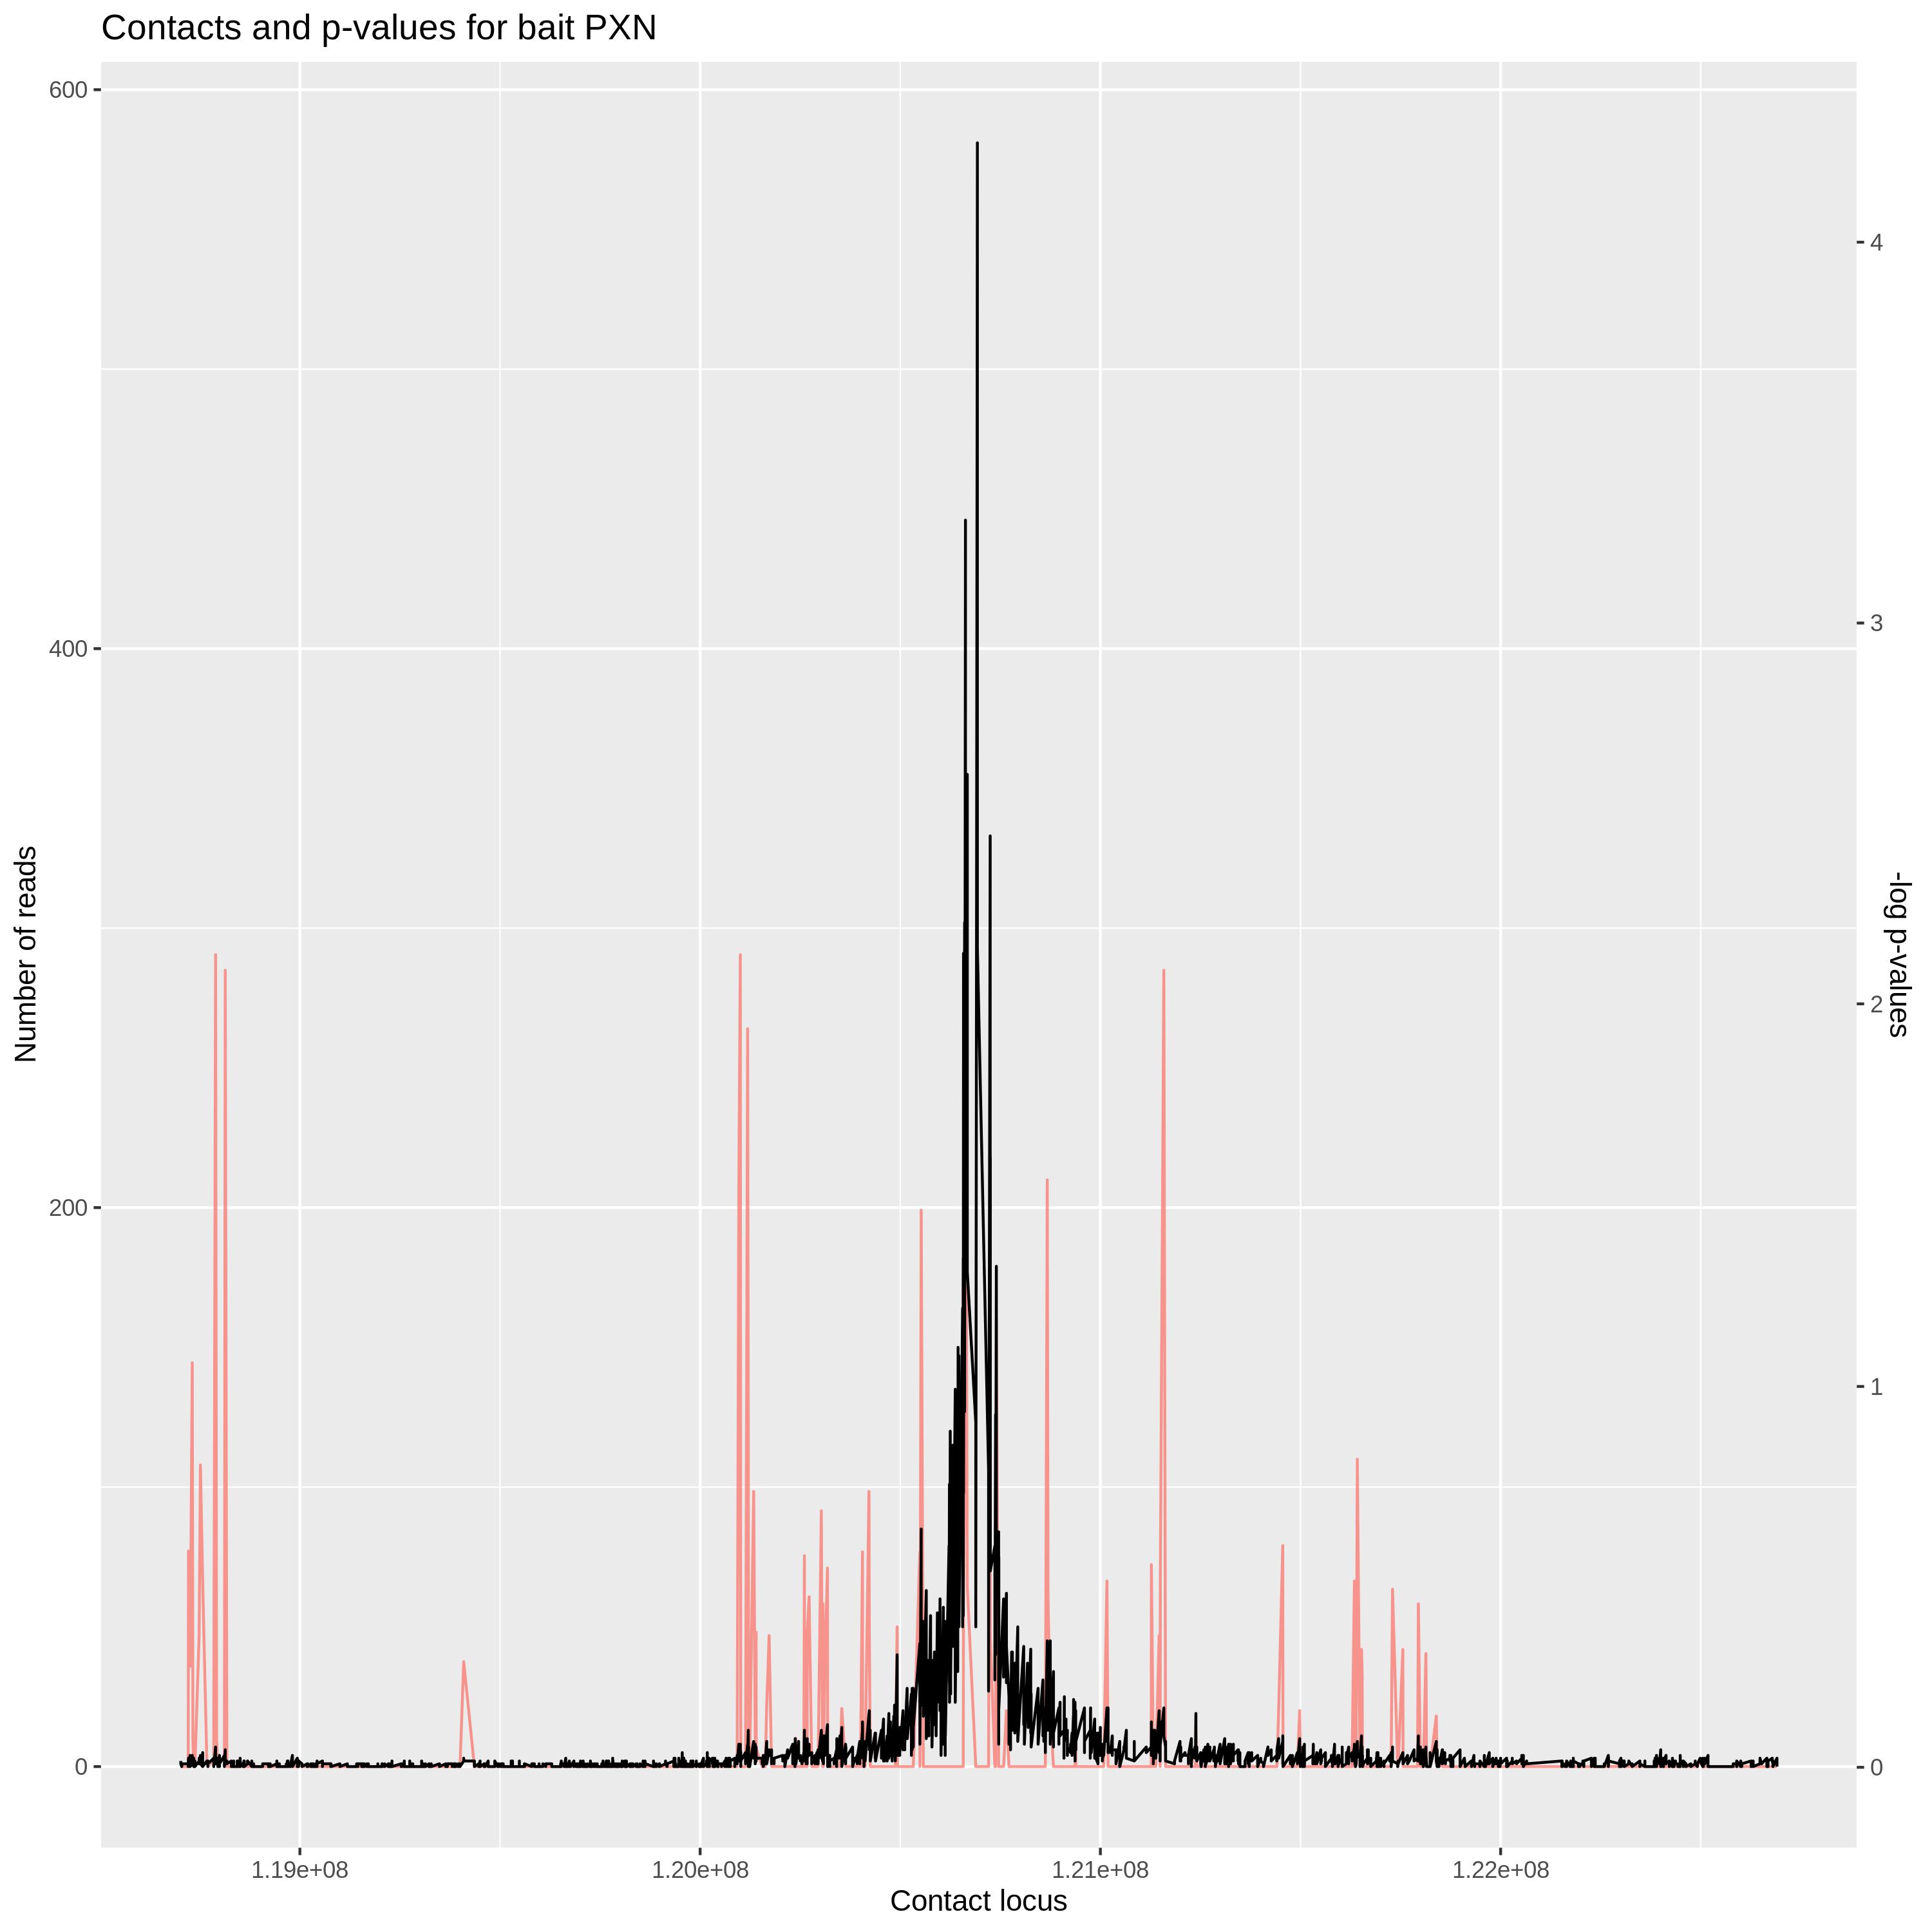 Contacts and p-values for bait PXN
600
400
200
0
Number of reads
4
3
2
1
0
-log p-values
1.19e+08
1.20e+08
1.21e+08
1.22e+08
Contact locus